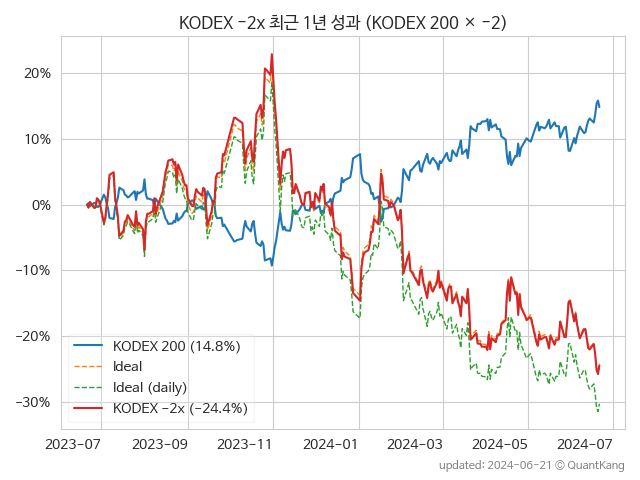 KODEX -2x 최근 1년 성과 (KODEX 200 × -2)
20%
10%
0%
-10%
-20%
-30%
KODEX 200 (14.8%)
Ideal
Ideal (daily)
KODEX -2x (-24.4%)
2023-07
2023-09
2023-11
2024-01
2024-03
2024-05
2024-07
updated: 2024-06-21 © QuantKang